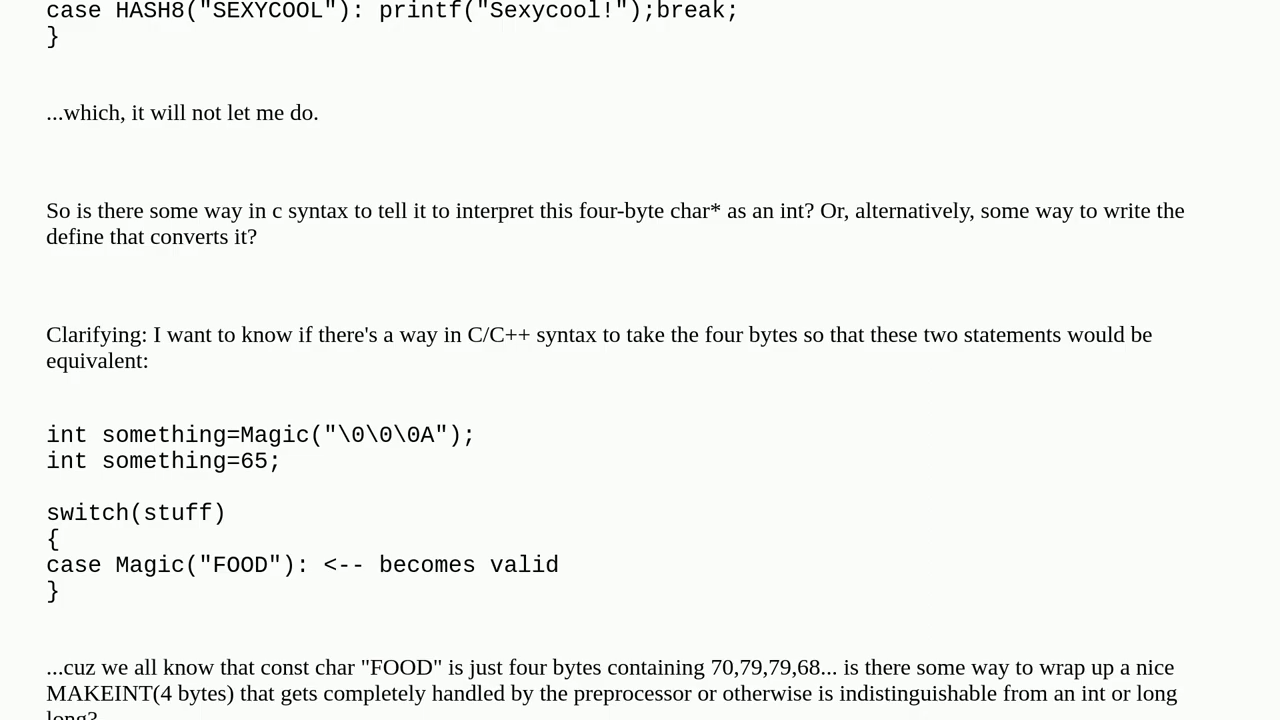 case HASH8("SEXYCOOL"): printf("Sexycool!");break;
}
...which, it will not let me do.
So is there some way in c syntax to tell it to interpret this four-byte char* as an int? Or, alternatively, some way to write the
define that converts it?
Clarifying: I want to know if there's a way in C/C++ syntax to take the four bytes so that these two statements would be
equivalent:
int something=Magic("\0\0\0A");
int something=65;
switch(stuff)
{
case Magic("FOOD"): <-- becomes valid
}
...cuz we all know that const char "FOOD" is just four bytes containing 70,79,79,68... is there some way to wrap up a nice
MAKEINT(4 bytes) that gets completely handled by the preprocessor or otherwise is indistinguishable from an int or long
long?